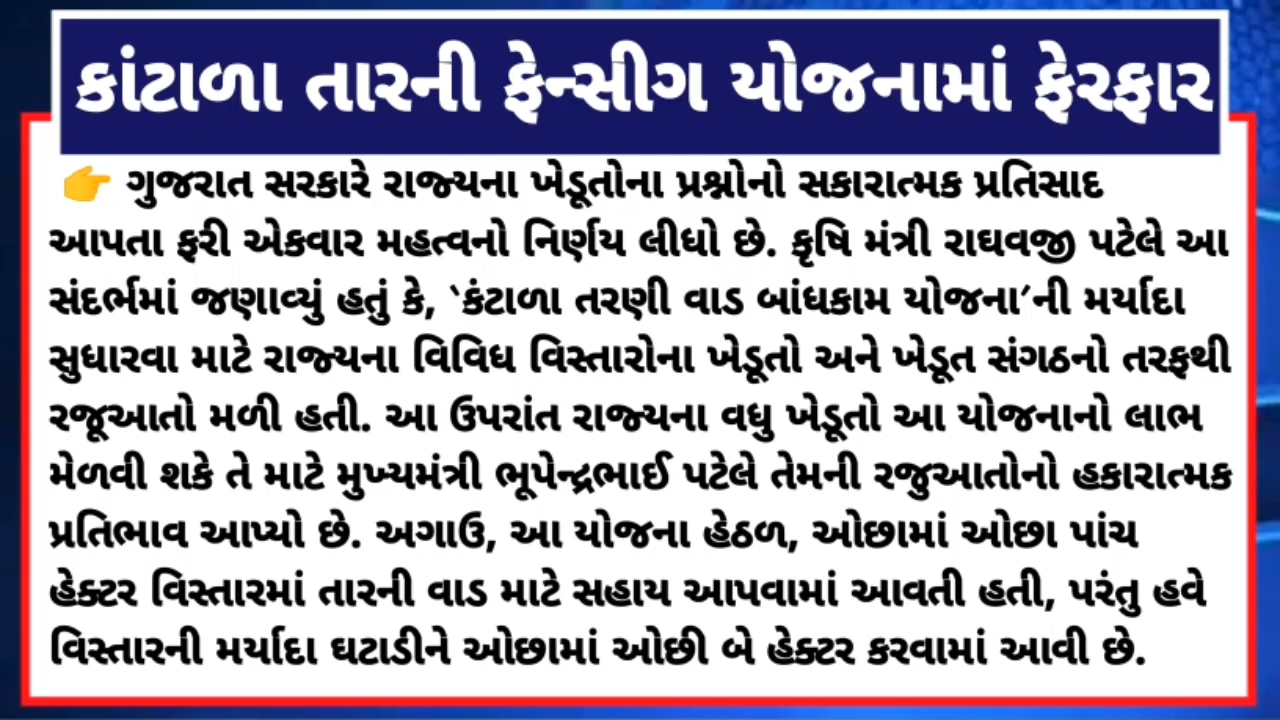 કાંટાળા તારની ફેન્સીગ યોજનામાં ફેરફાર
👉 ગુજરાત સરકારે રાજ્યના ખેડૂતોના પ્રશ્નોનો સકારાત્મક પ્રતિસાદ
આપતા ફરી એકવાર મહત્વનો નિર્ણય લીધો છે. કૃષિ મંત્રી રાઘવજી પટેલે આ
સંદર્ભમાં જણાવ્યું હતું કે, 'કંટાળા તરણી વાડ બાંધકામ યોજના'ની મર્યાદા
સુધારવા માટે રાજ્યના વિવિધ વિસ્તારોના ખેડૂતો અને ખેડૂત સંગઠનો તરફથી
રજૂઆતો મળી હતી. આ ઉપરાંત રાજ્યના વધુ ખેડૂતો આ યોજનાનો લાભ
મેળવી શકે તે માટે મુખ્યમંત્રી ભૂપેન્દ્રભાઈ પટેલે તેમની રજુઆતોનો હકારાત્મક
પ્રતિભાવ આપ્યો છે. અગાઉ, આ યોજના હેઠળ, ઓછામાં ઓછા પાંચ
હેક્ટર વિસ્તારમાં તારની વાડ માટે સહાય આપવામાં આવતી હતી, પરંતુ હવે
વિસ્તારની મર્યાદા ઘટાડીને ઓછામાં ઓછી બે હેક્ટર કરવામાં આવી છે.